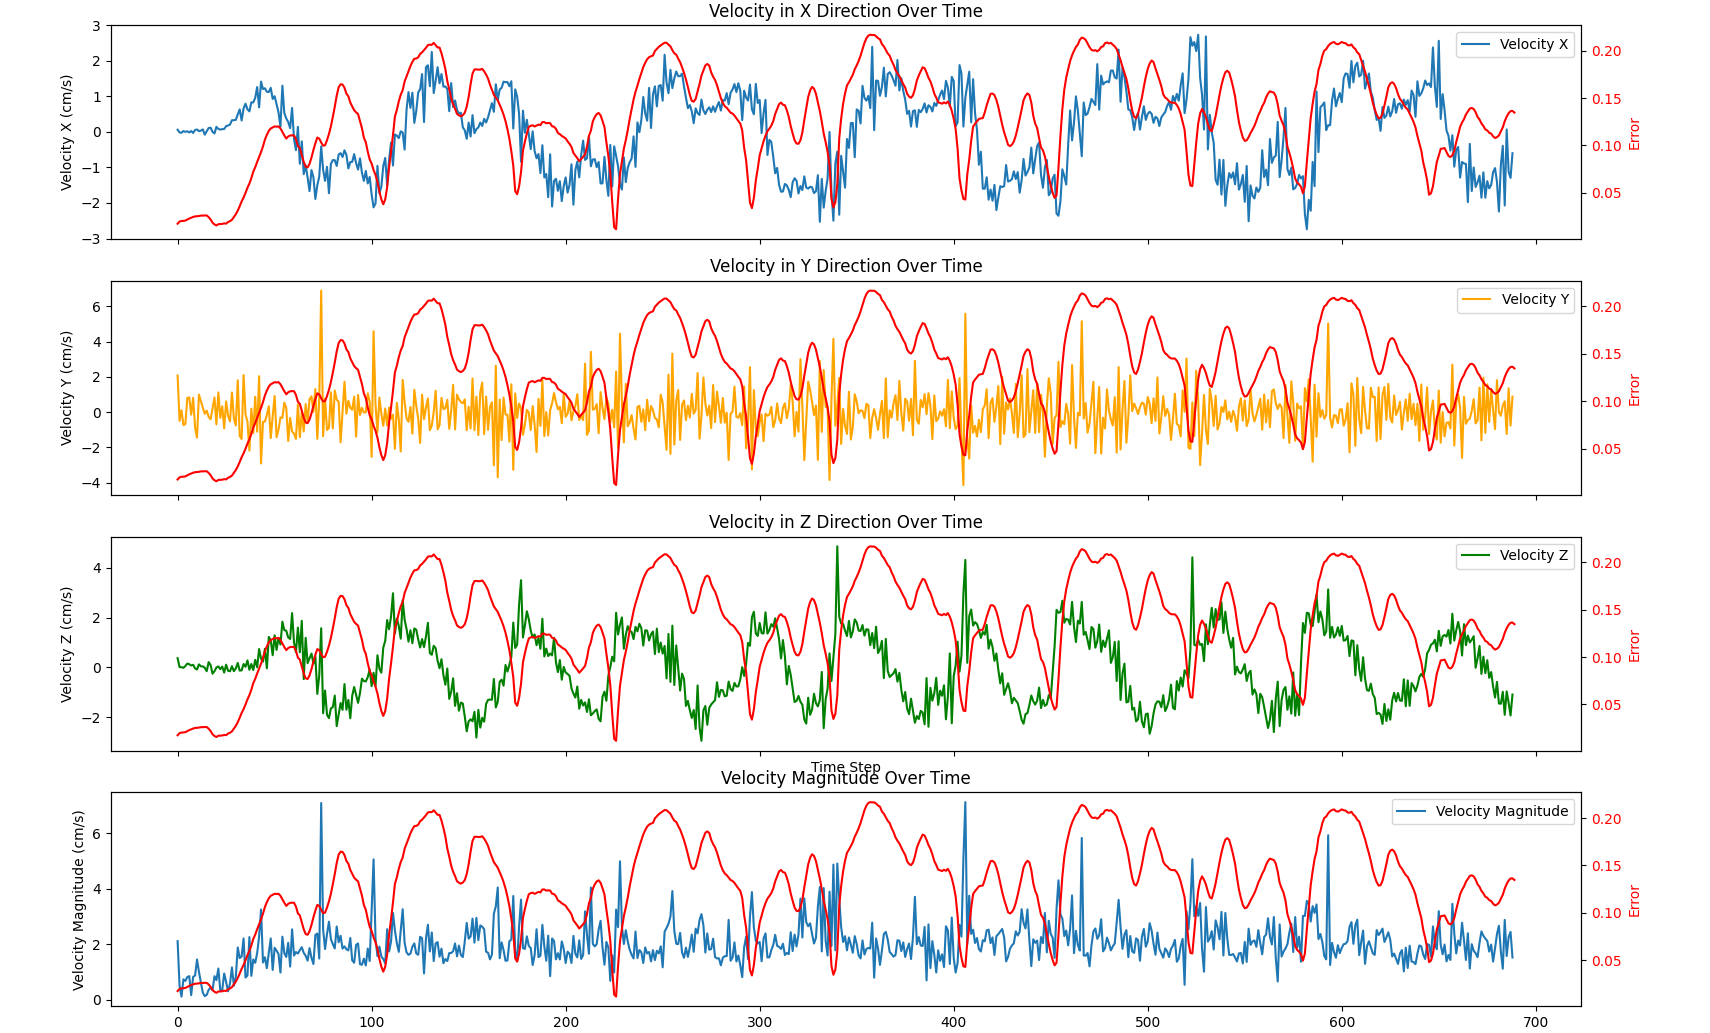 Velocity in X Direction Over Time
Velocity X (cm/s)
3
2
1
0
−1
−2
−3
Velocity X
0.20
0.15
0.10
0.05
Error
Velocity in Y Direction Over Time
Velocity Y (cm/s)
6
4
2
0
−2
−4
Velocity Y
0.20
0.15
0.10
0.05
Error
Velocity in Z Direction Over Time
Velocity Z (cm/s)
4
2
0
−2
Velocity Z
0.20
0.15
0.10
0.05
Error
Time Step
Velocity Magnitude Over Time
Velocity Magnitude (cm/s)
6
4
2
0
Velocity Magnitude
0.20
0.15
0.10
0.05
Error
0 100 200 300 400 500 600 700